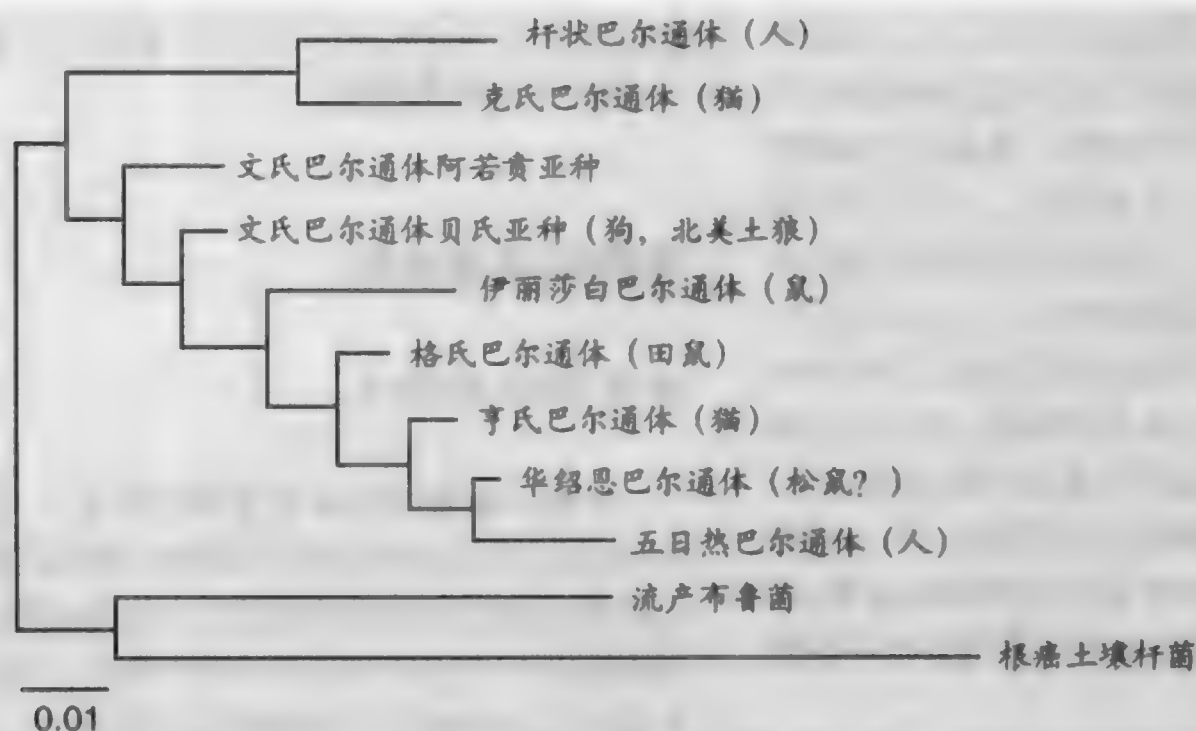 杆状巴尔通体（人）
克氏巴尔通体（猫）
文氏巴尔通体阿若贲亚种
文氏巴尔通体贝氏亚种（狗，北美土狼）
伊丽莎白巴尔通体（鼠）
格氏巴尔通体（田鼠）
亨氏巴尔通体（猫）
华绍恩巴尔通体（松鼠？）
五日热巴尔通体（人）
流产布鲁菌
根癌土壤杆菌
0.01